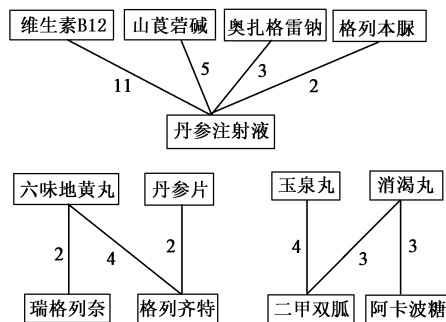 维生素B12 山莨菪碱 奥扎格雷钠 格列本脲
11 5 3 2
丹参注射液
六味地黄丸 丹参片 玉泉丸 消渴丸
2 4 2 4 3 3
瑞格列奈 格列齐特 二甲双胍 阿卡波糖